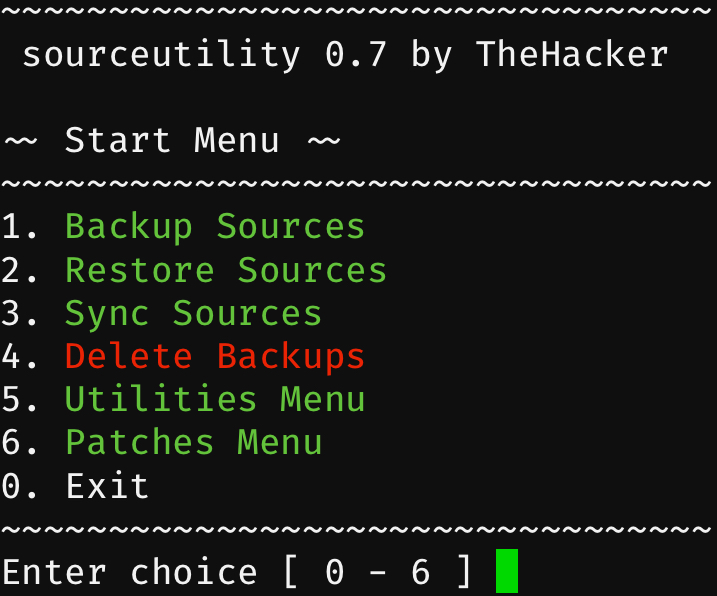 ~~~~~~~~~~~~~~~~~~~~~~~~~~~~~~~~~
 sourceutility 0.7 by TheHacker

~~ Start Menu ~~
~~~~~~~~~~~~~~~~~~~~~~~~~~~~~~~~~
1. Backup Sources
2. Restore Sources
3. Sync Sources
4. Delete Backups
5. Utilities Menu
6. Patches Menu
0. Exit
~~~~~~~~~~~~~~~~~~~~~~~~~~~~~~~~~
Enter choice [ 0 - 6 ]